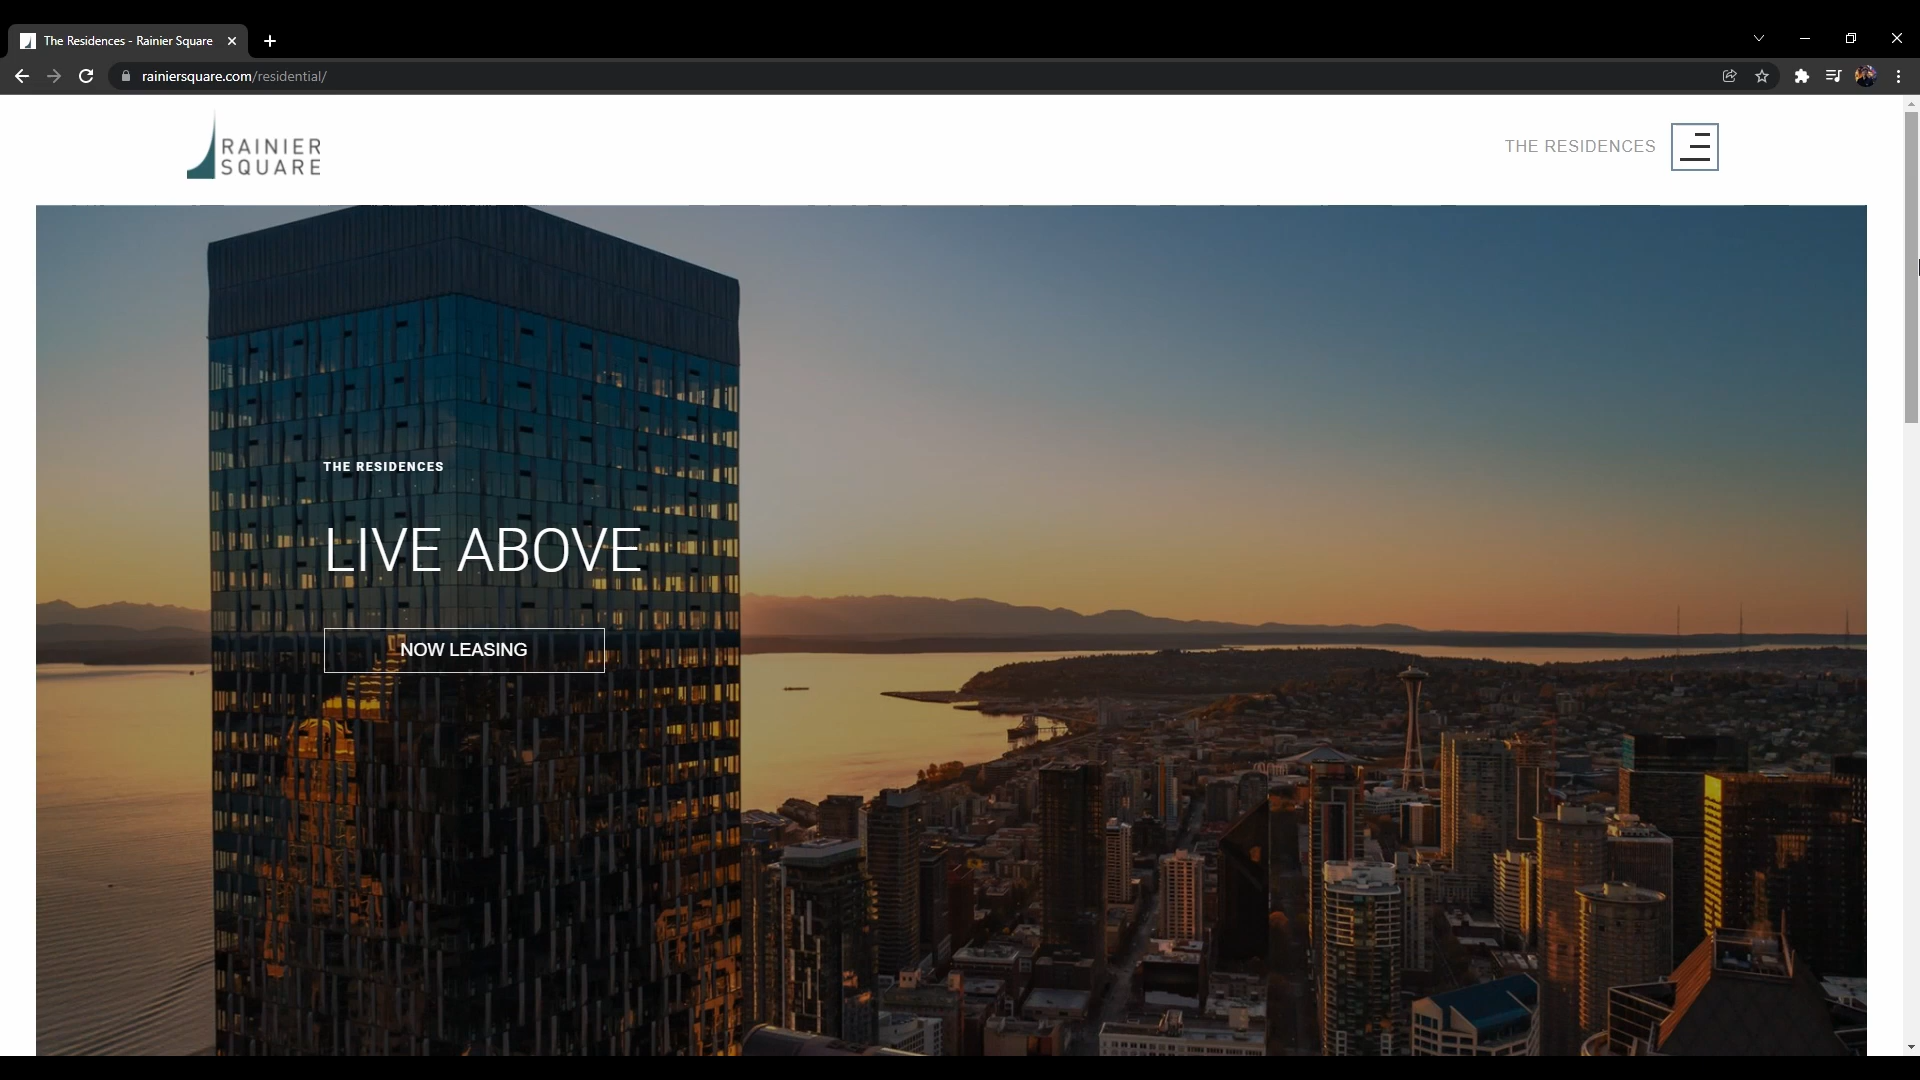 The Residences - Rainier Square
rainiersquare.com/residential/
RAINIER
SQUARE
THE RESIDENCES
THE RESIDENCES
LIVE ABOVE
NOW LEASING